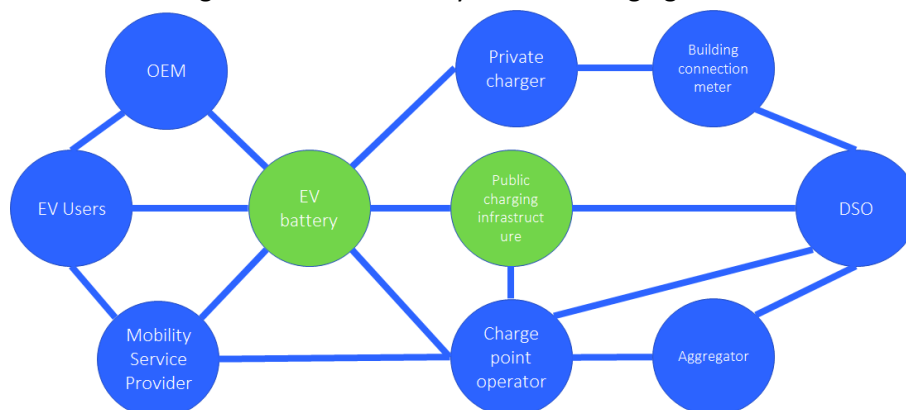 OEM
Private
charger
Building
connection
meter
EV Users
EV
battery
Public
charging
infrastruct
ure
DSO
Mobility
Service
Provider
Charge
point
operator
Aggregator